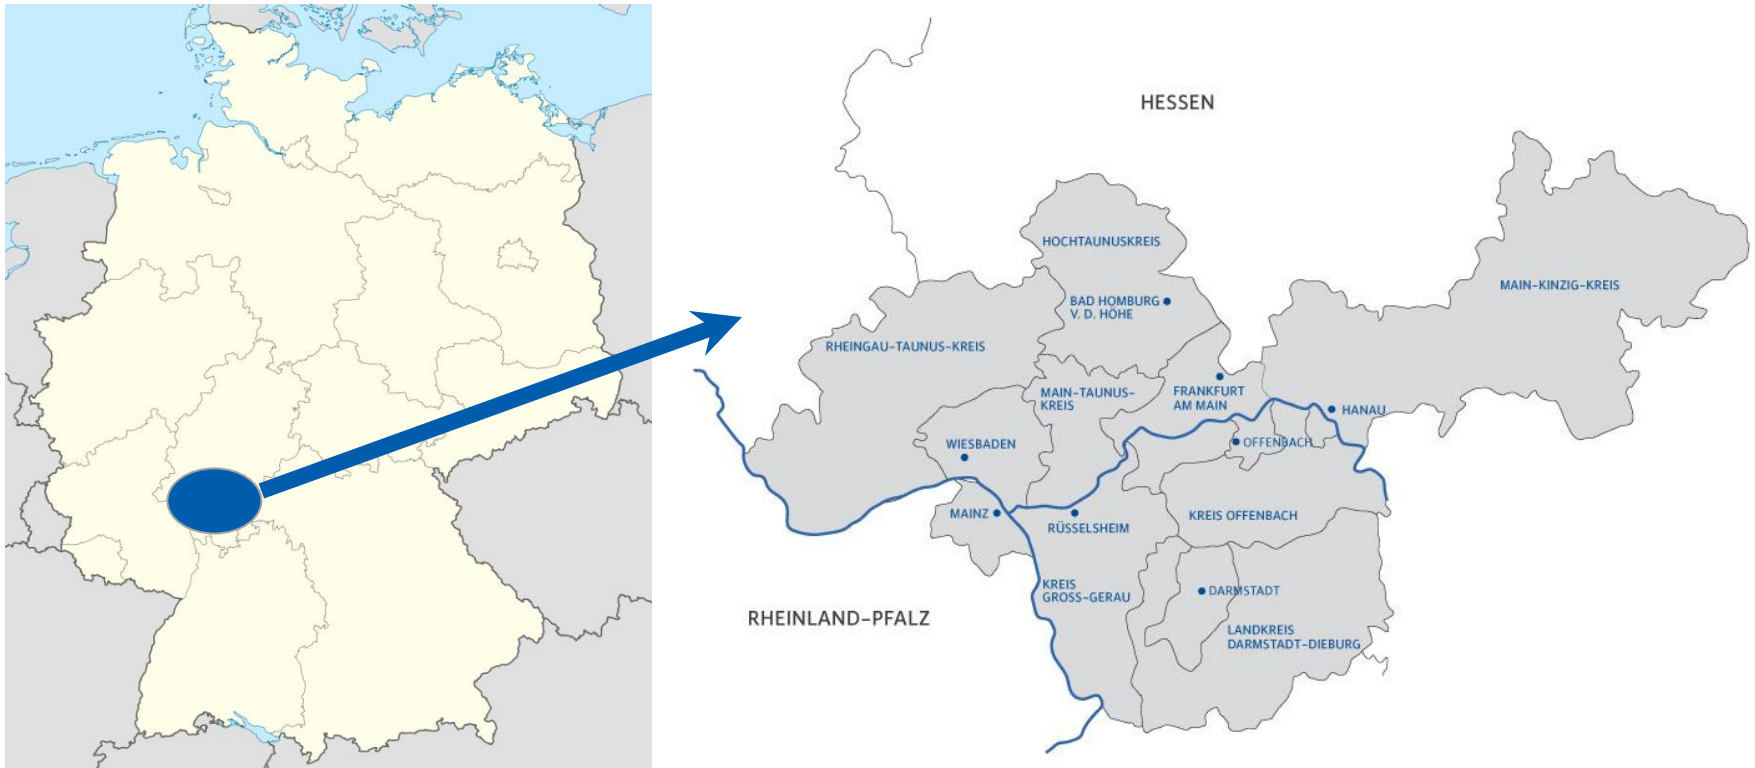 HESSEN
HOCHTAUNUSKREIS
BAD HOMBURG
V. D. HÖHE
MAIN-KINZIG-KREIS
RHEINGAU-TAUNUS-KREIS
MAIN-TAUNUS-
KREIS
FRANKFURT
AM MAIN
HANAU
WIESBADEN
OFFENBACH
MAINZ
RÜSSELSHEIM
KREIS OFFENBACH
KREIS
GROSS-GERAU
DARMSTADT
RHEINLAND-PFALZ
LANDKREIS
DARMSTADT-DIEBURG